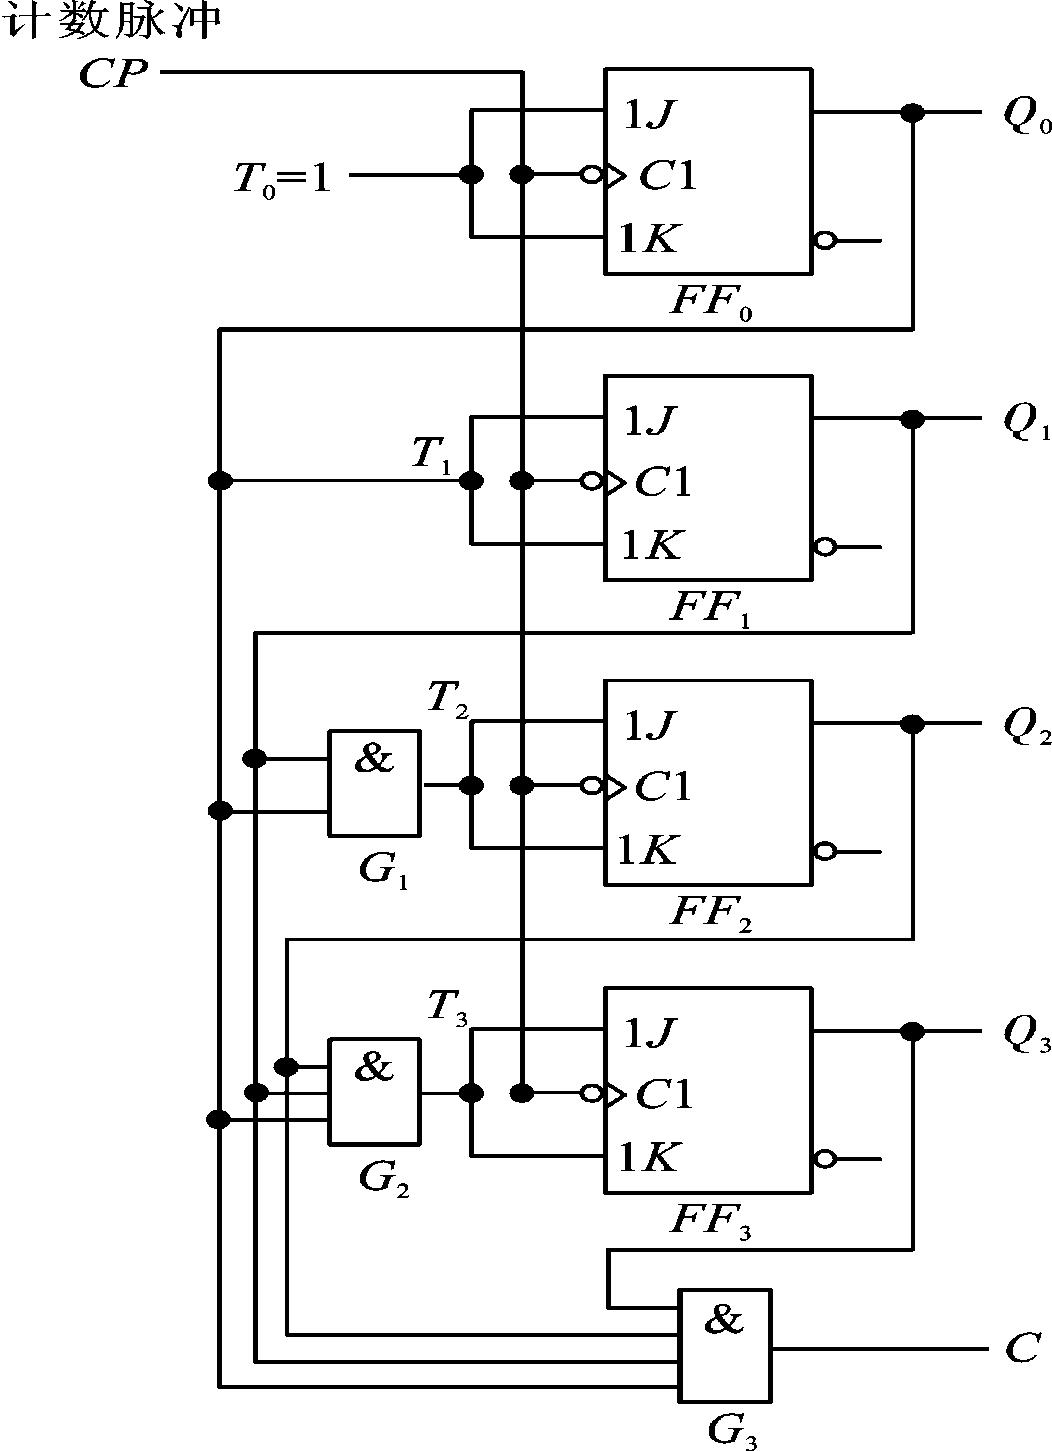 计数脉冲
CP
1J
Q₀
T₀=1
C1
1K
FF₀
1J
Q₁
T₁
C1
1K
FF₁
T₂
1J
Q₂
&
C1
1K
G₁
FF₂
T₃
1J
Q₃
&
C1
1K
G₂
FF₃
&
C
G₃